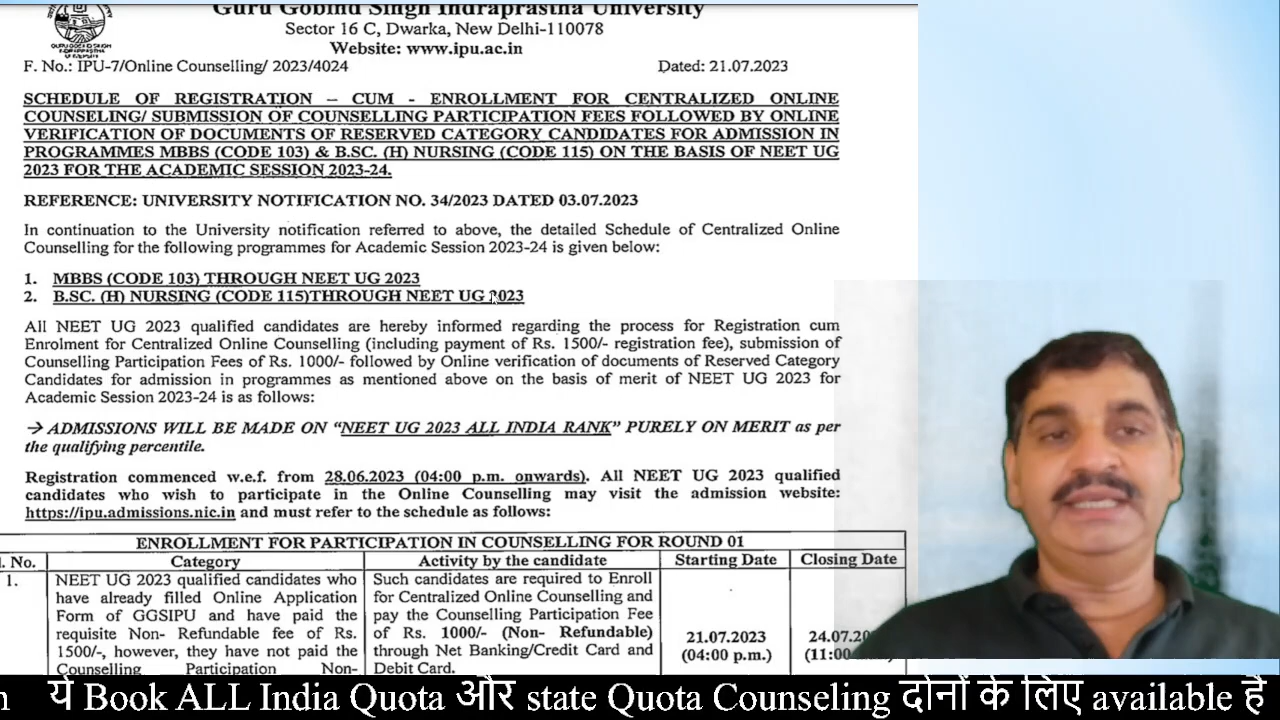 Guru Gobind Singh Indraprastha University
Sector 16 C, Dwarka, New Delhi-110078
Website: www.ipu.ac.in
F. No.: IPU-7/Online Counselling/ 2023/4024 Dated: 21.07.2023
SCHEDULE OF REGISTRATION – CUM - ENROLLMENT FOR CENTRALIZED ONLINE
COUNSELING/ SUBMISSION OF COUNSELLING PARTICIPATION FEES FOLLOWED BY ONLINE
VERIFICATION OF DOCUMENTS OF RESERVED CATEGORY CANDIDATES FOR ADMISSION IN
PROGRAMMES MBBS (CODE 103) & B.SC. (H) NURSING (CODE 115) ON THE BASIS OF NEET UG
2023 FOR THE ACADEMIC SESSION 2023-24.
REFERENCE: UNIVERSITY NOTIFICATION NO. 34/2023 DATED 03.07.2023
In continuation to the University notification referred to above, the detailed Schedule of Centralized Online
Counselling for the following programmes for Academic Session 2023-24 is given below:
1. MBBS (CODE 103) THROUGH NEET UG 2023
2. B.SC. (H) NURSING (CODE 115)THROUGH NEET UG 2023
All NEET UG 2023 qualified candidates are hereby informed regarding the process for Registration cum
Enrolment for Centralized Online Counselling (including payment of Rs. 1500/- registration fee), submission of
Counselling Participation Fees of Rs. 1000/- followed by Online verification of documents of Reserved Category
Candidates for admission in programmes as mentioned above on the basis of merit of NEET UG 2023 for
Academic Session 2023-24 is as follows:
→ ADMISSIONS WILL BE MADE ON “NEET UG 2023 ALL INDIA RANK” PURELY ON MERIT as per
the qualifying percentile.
Registration commenced w.e.f. from 28.06.2023 (04:00 p.m. onwards). All NEET UG 2023 qualified
candidates who wish to participate in the Online Counselling may visit the admission website:
https://ipu.admissions.nic.in and must refer to the schedule as follows:
ENROLLMENT FOR PARTICIPATION IN COUNSELLING FOR ROUND 01
No. Category Activity by the candidate Starting Date Closing Date
1. NEET UG 2023 qualified candidates who Such candidates are required to Enroll
have already filled Online Application for Centralized Online Counselling and
Form of GGSIPU and have paid the pay the Counselling Participation Fee
requisite Non- Refundable fee of Rs. of Rs. 1000/- (Non- Refundable) 21.07.2023 24.07.20
1500/-, however, they have not paid the through Net Banking/Credit Card and (04:00 p.m.) (11:00
Counselling Participation Non- Debit Card.
ये Book ALL India Quota और state Quota Counseling दोनों के लिए available है